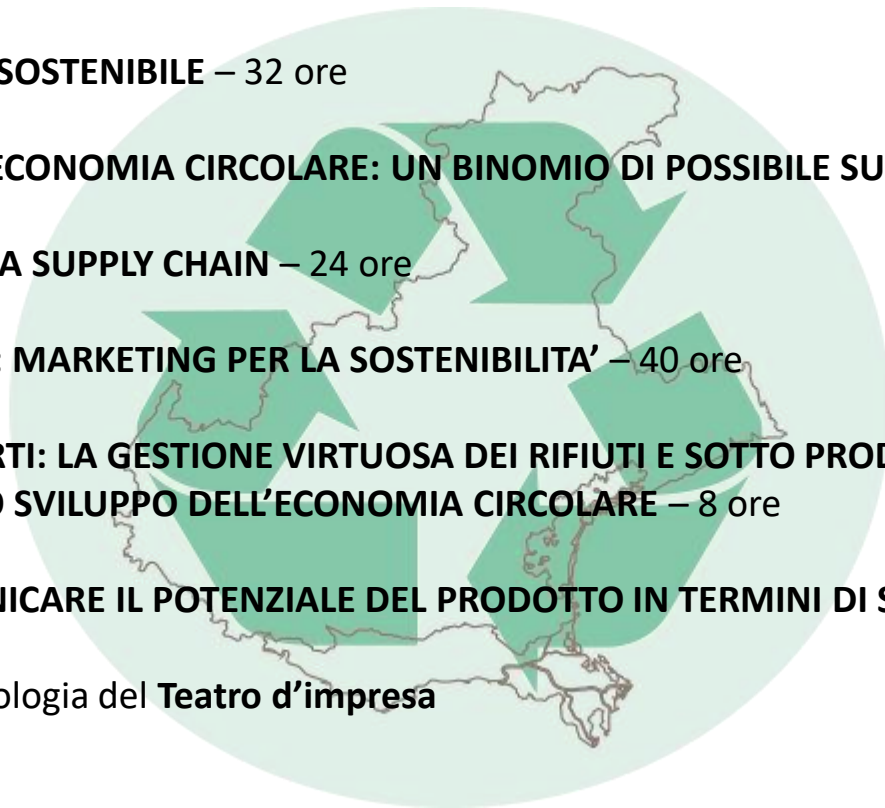 SOSTENIBILE – 32 ore
ECONOMIA CIRCOLARE: UN BINOMIO DI POSSIBILE SU
A SUPPLY CHAIN – 24 ore
: MARKETING PER LA SOSTENIBILITA’ – 40 ore
RTI: LA GESTIONE VIRTUOSA DEI RIFIUTI E SOTTO PROD
O SVILUPPO DELL’ECONOMIA CIRCOLARE – 8 ore
NICARE IL POTENZIALE DEL PRODOTTO IN TERMINI DI S
ologia del Teatro d’impresa